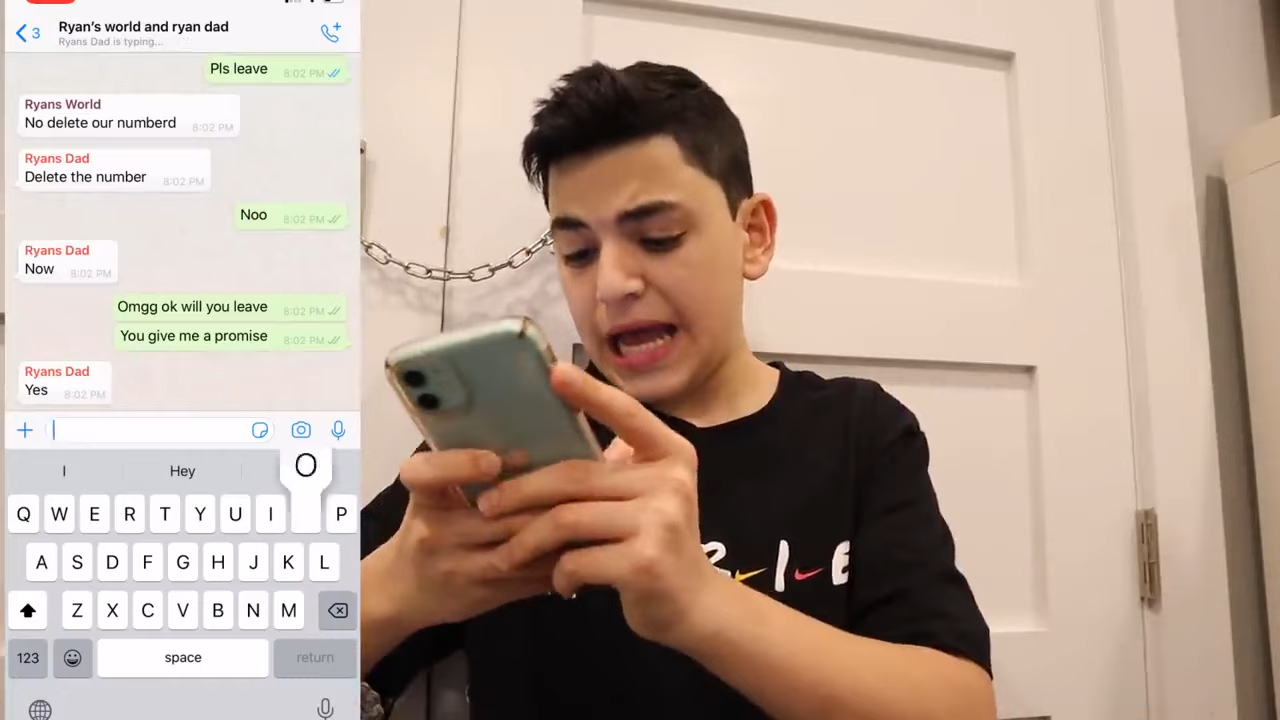 3
Ryan's world and ryan dad
Ryans Dad is typing...
Pls leave 8:02 PM
Ryans World
No delete our numberd 8:02 PM
Ryans Dad
Delete the number 8:02 PM
Noo 8:02 PM
Ryans Dad
Now 8:02 PM
Omgg ok will you leave 8:02 PM
You give me a promise 8:02 PM
Ryans Dad
Yes 8:02 PM
I Hey
O
Q W E R T Y U I P
A S D F G H J K L
Z X C V B N M
123 space return